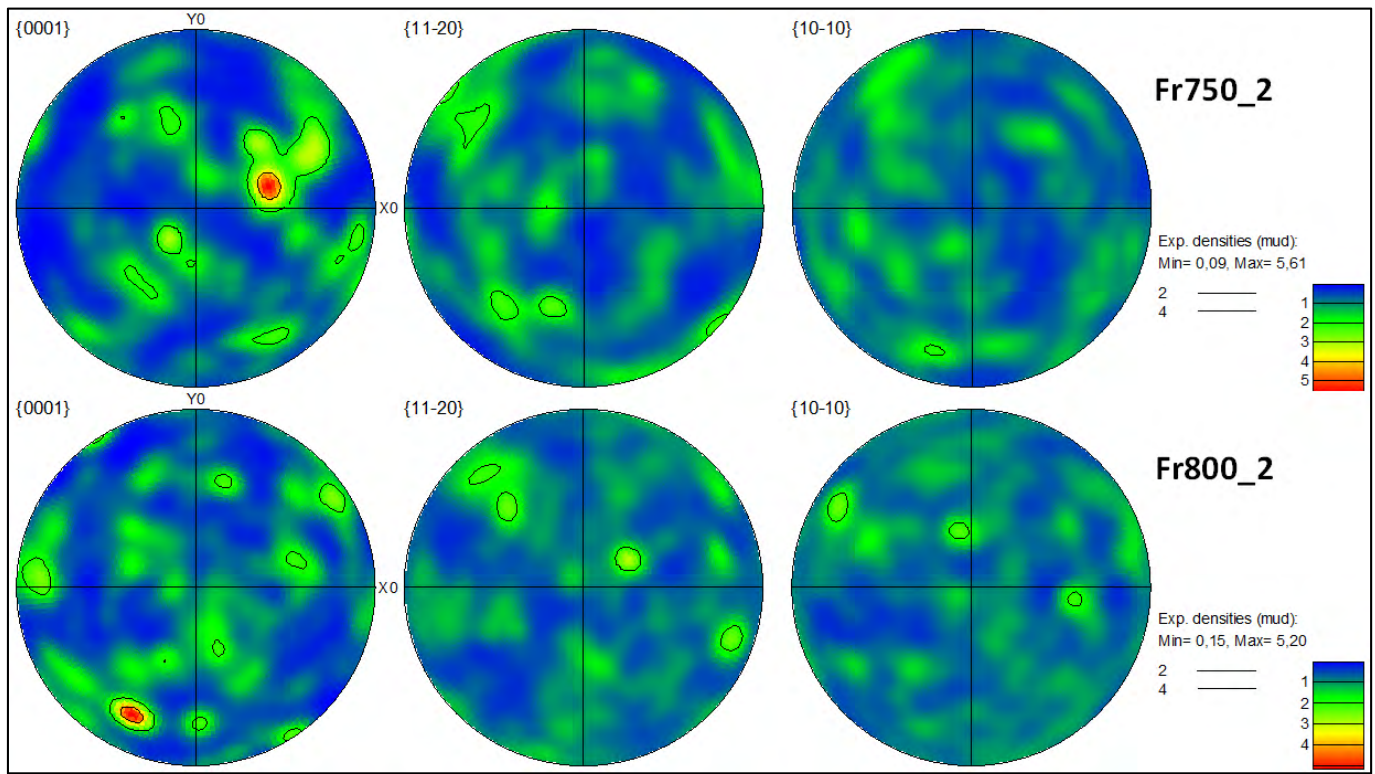 {0001}
Y0
{11-20}
{10-10}
Fr750_2
X0
Exp. densities (mud):
Min= 0,09, Max= 5,61
2
4
1
2
3
4
5
{0001}
Y0
{11-20}
{10-10}
Fr800_2
X0
Exp. densities (mud):
Min= 0,15, Max= 5,20
2
4
1
2
3
4